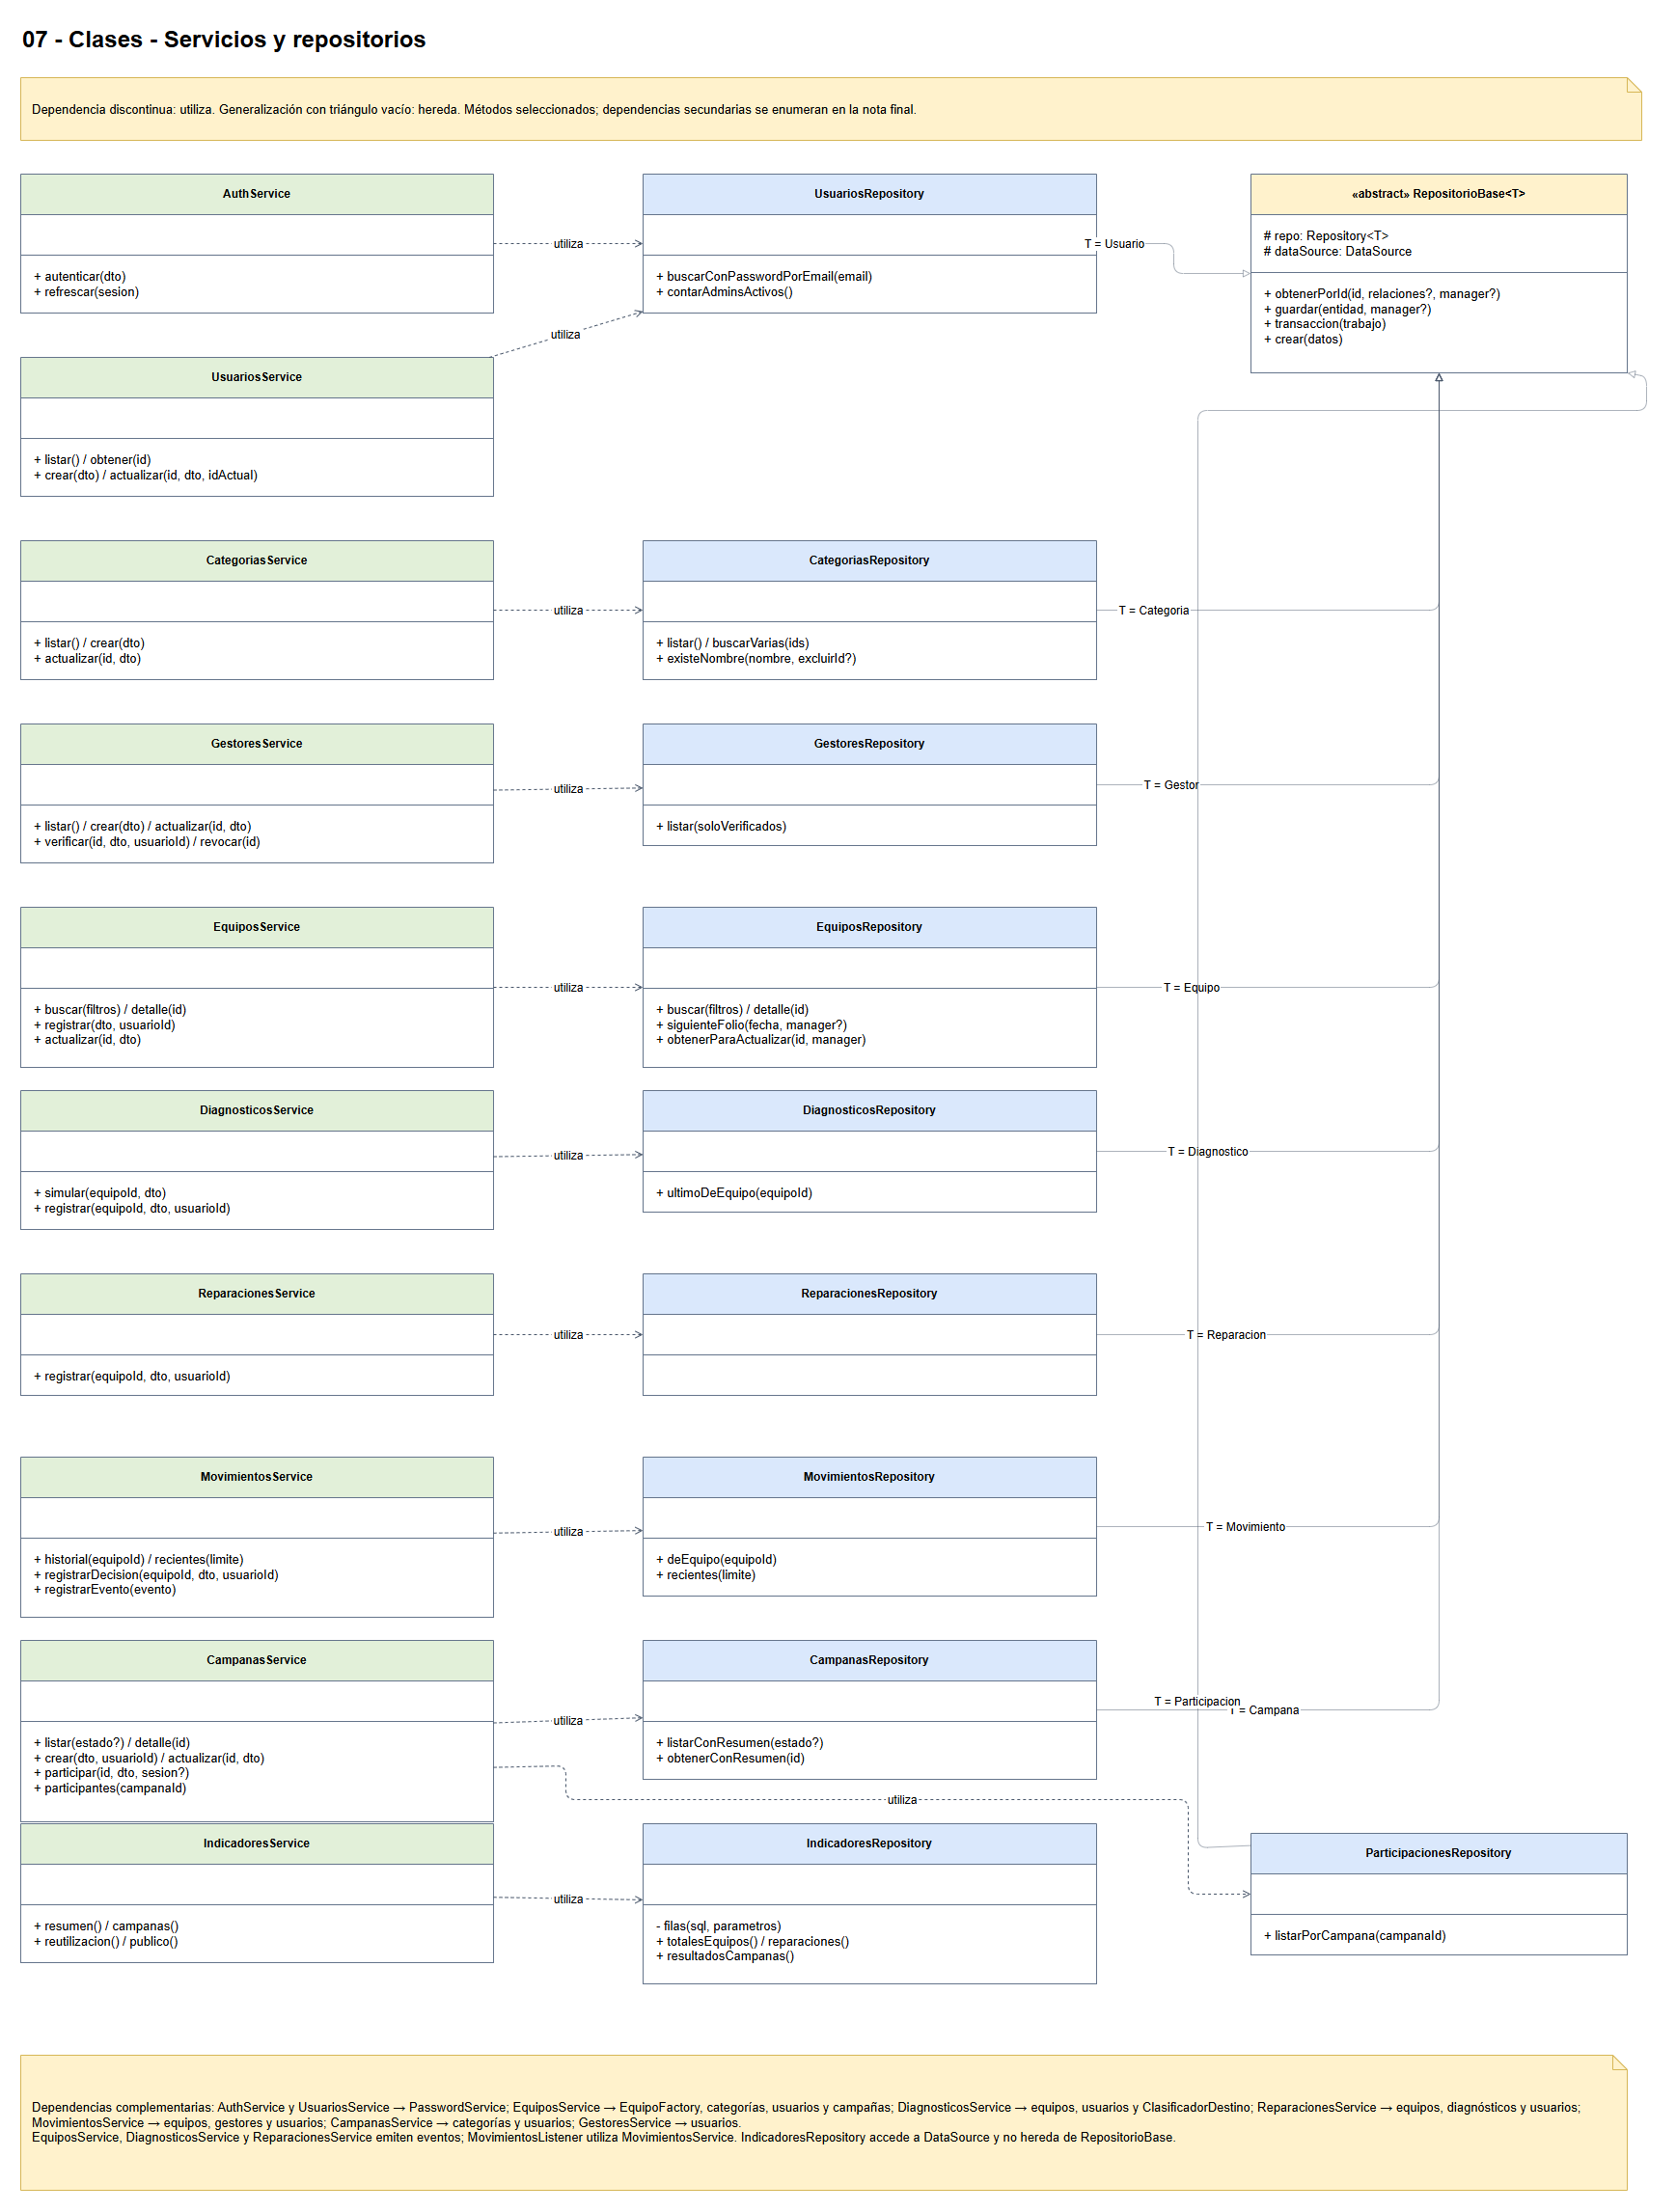 07 - Clases - Servicios y repositorios
Dependencia discontinua: utiliza. Generalización con triángulo vacío: hereda. Métodos seleccionados; dependencias secundarias se enumeran en la nota final.
AuthService
+ autenticar(dto)
+ refrescar(sesion)
utiliza
UsuariosRepository
+ buscarConPasswordPorEmail(email)
+ contarAdminsActivos()
T = Usuario
«abstract» RepositorioBase<T>
# repo: Repository<T>
# dataSource: DataSource
+ obtenerPorId(id, relaciones?, manager?)
+ guardar(entidad, manager?)
+ transaccion(trabajo)
+ crear(datos)
utiliza
UsuariosService
+ listar() / obtener(id)
+ crear(dto) / actualizar(id, dto, idActual)
CategoriasService
+ listar() / crear(dto)
+ actualizar(id, dto)
utiliza
CategoriasRepository
+ listar() / buscarVarias(ids)
+ existeNombre(nombre, excluirId?)
T = Categoria
GestoresService
+ listar() / crear(dto) / actualizar(id, dto)
+ verificar(id, dto, usuarioId) / revocar(id)
utiliza
GestoresRepository
+ listar(soloVerificados)
T = Gestor
EquiposService
+ buscar(filtros) / detalle(id)
+ registrar(dto, usuarioId)
+ actualizar(id, dto)
utiliza
EquiposRepository
+ buscar(filtros) / detalle(id)
+ siguienteFolio(fecha, manager?)
+ obtenerParaActualizar(id, manager)
T = Equipo
DiagnosticosService
+ simular(equipoId, dto)
+ registrar(equipoId, dto, usuarioId)
utiliza
DiagnosticosRepository
+ ultimoDeEquipo(equipoId)
T = Diagnostico
ReparacionesService
+ registrar(equipoId, dto, usuarioId)
utiliza
ReparacionesRepository
T = Reparacion
MovimientosService
+ historial(equipoId) / recientes(limite)
+ registrarDecision(equipoId, dto, usuarioId)
+ registrarEvento(evento)
utiliza
MovimientosRepository
+ deEquipo(equipoId)
+ recientes(limite)
T = Movimiento
CampanasService
+ listar(estado?) / detalle(id)
+ crear(dto, usuarioId) / actualizar(id, dto)
+ participar(id, dto, sesion?)
+ participantes(campanaId)
utiliza
CampanasRepository
+ listarConResumen(estado?)
+ obtenerConResumen(id)
T = Participacion
T = Campana
utiliza
IndicadoresService
+ resumen() / campanas()
+ reutilizacion() / publico()
utiliza
IndicadoresRepository
- filas(sql, parametros)
+ totalesEquipos() / reparaciones()
+ resultadosCampanas()
ParticipacionesRepository
+ listarPorCampana(campanaId)
Dependencias complementarias: AuthService y UsuariosService → PasswordService; EquiposService → EquipoFactory, categorías, usuarios y campañas; DiagnosticosService → equipos, usuarios y ClasificadorDestino; ReparacionesService → equipos, diagnósticos y usuarios;
MovimientosService → equipos, gestores y usuarios; CampanasService → categorías y usuarios; GestoresService → usuarios.
EquiposService, DiagnosticosService y ReparacionesService emiten eventos; MovimientosListener utiliza MovimientosService. IndicadoresRepository accede a DataSource y no hereda de RepositorioBase.